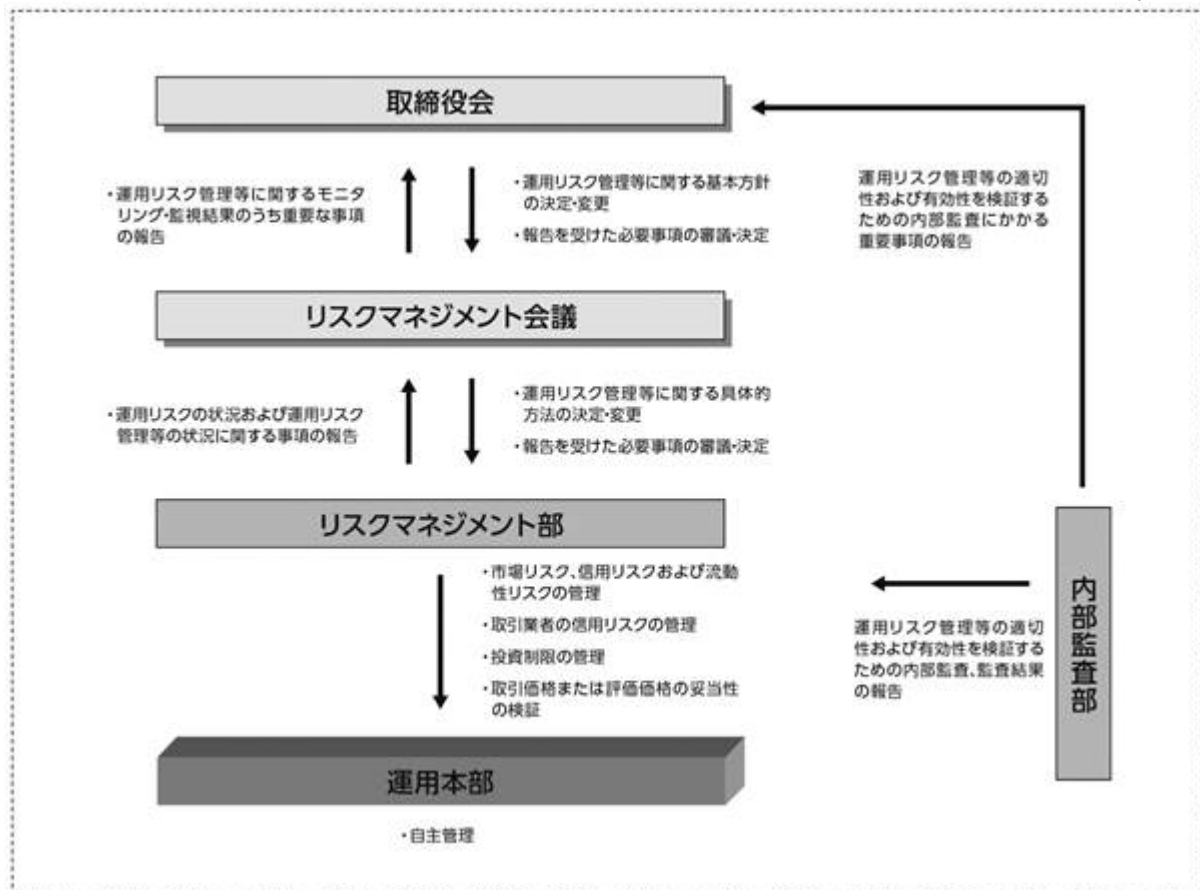 取締役会
・運用リスク管理等に関するモニタ
リング・監視結果のうち重要な事項
の報告
・運用リスク管理等に関する基本方針
の決定・変更
・報告を受けた必要事項の審議・決定
運用リスク管理等の適切
性および有効性を検証す
るための内部監査にかかる
重要事項の報告
リスクマネジメント会議
・運用リスクの状況および運用リスク
管理等の状況に関する事項の報告
・運用リスク管理等に関する具体的
方法の決定・変更
・報告を受けた必要事項の審議・決定
リスクマネジメント部
・市場リスク、信用リスクおよび流動
性リスクの管理
・取引業者の信用リスクの管理
・投資制限の管理
・取引価格または評価価格の妥当性
の検証
運用リスク管理等の適切
性および有効性を検証する
ための内部監査、監査結果
の報告
内部監査部
運用本部
・自主管理